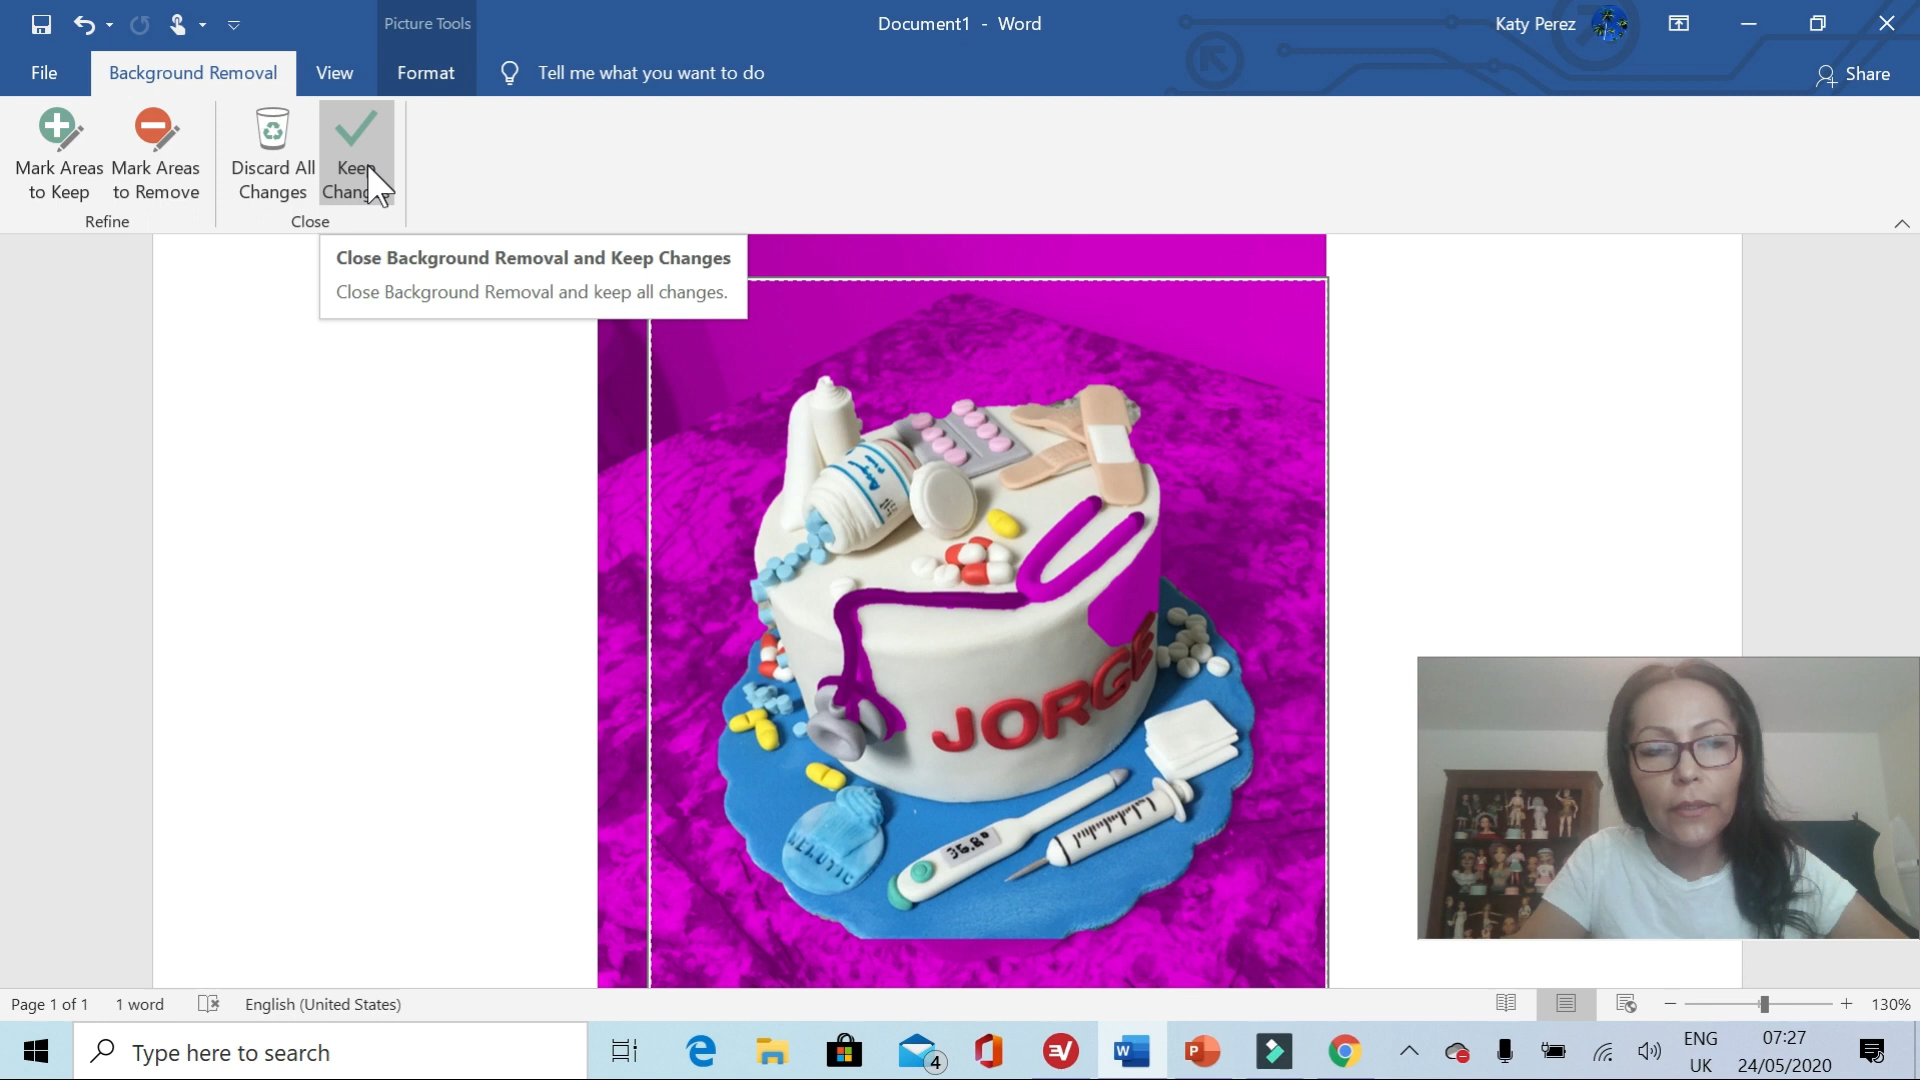 Picture Tools
Document1 - Word
Katy Perez
File
Background Removal
View
Format
Tell me what you want to do
Share
Mark Areas to Keep
Mark Areas to Remove
Discard All Changes
Keep
Refine
Close
Close Background Removal and Keep Changes
Close Background Removal and keep all changes.
JORGE
36.8°
Page 1 of 1
1 word
English (United States)
130%
Type here to search
4
ENG
UK
07:27
24/05/2020